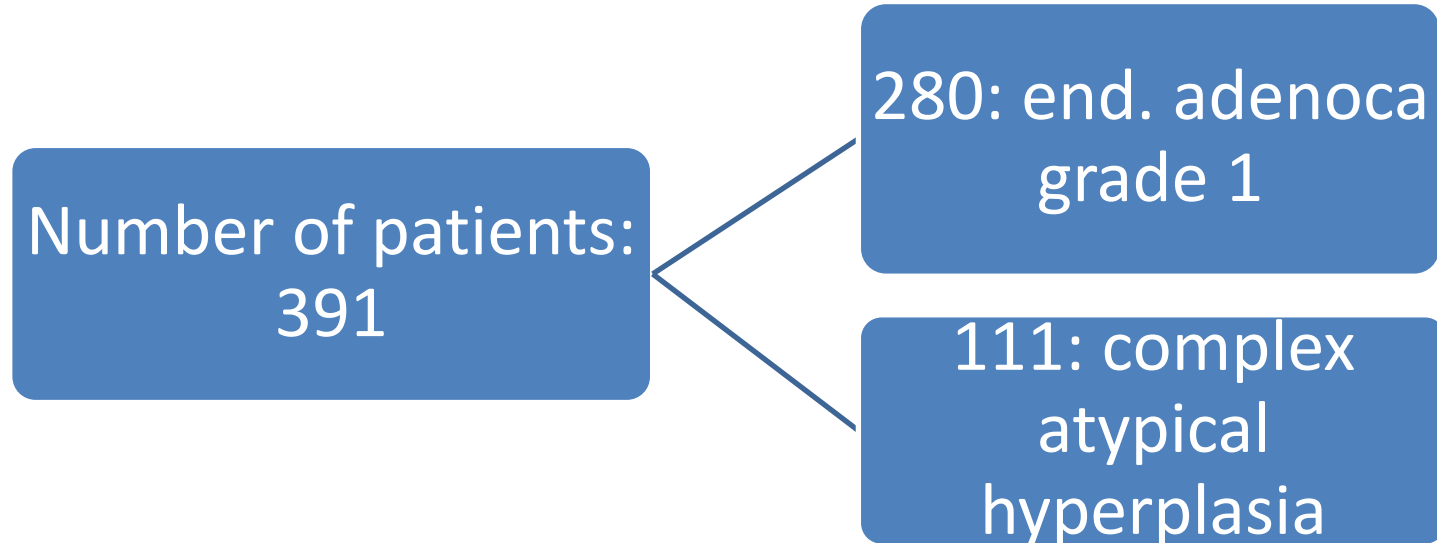 Number of patients:
391
280: end. adenoca
grade 1
111: complex
atypical
hyperplasia